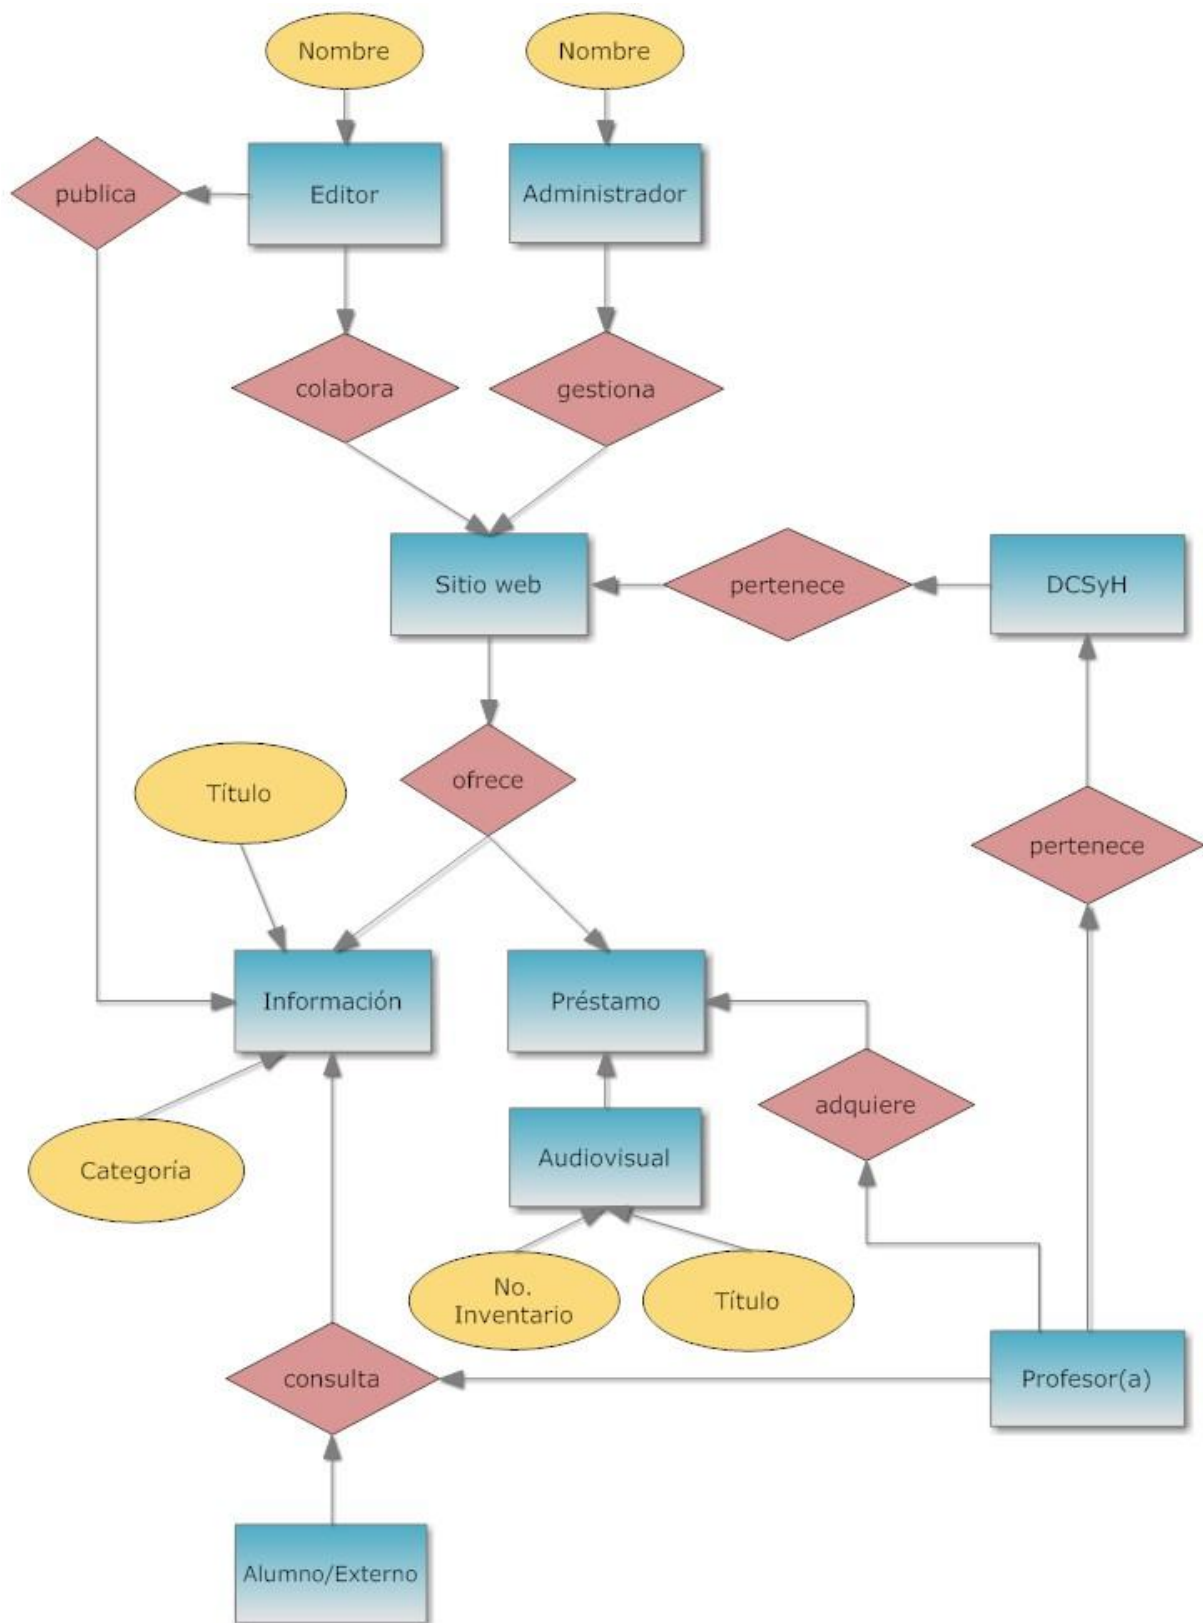 Nombre
Nombre
publica
Editor
Administrador
colabora
gestiona
Sitio web
pertenece
DCSyH
Título
ofrece
pertenece
Información
Préstamo
adquiere
Categoría
Audiovisual
No.
Inventario
Título
consulta
Profesor(a)
Alumno/Externo